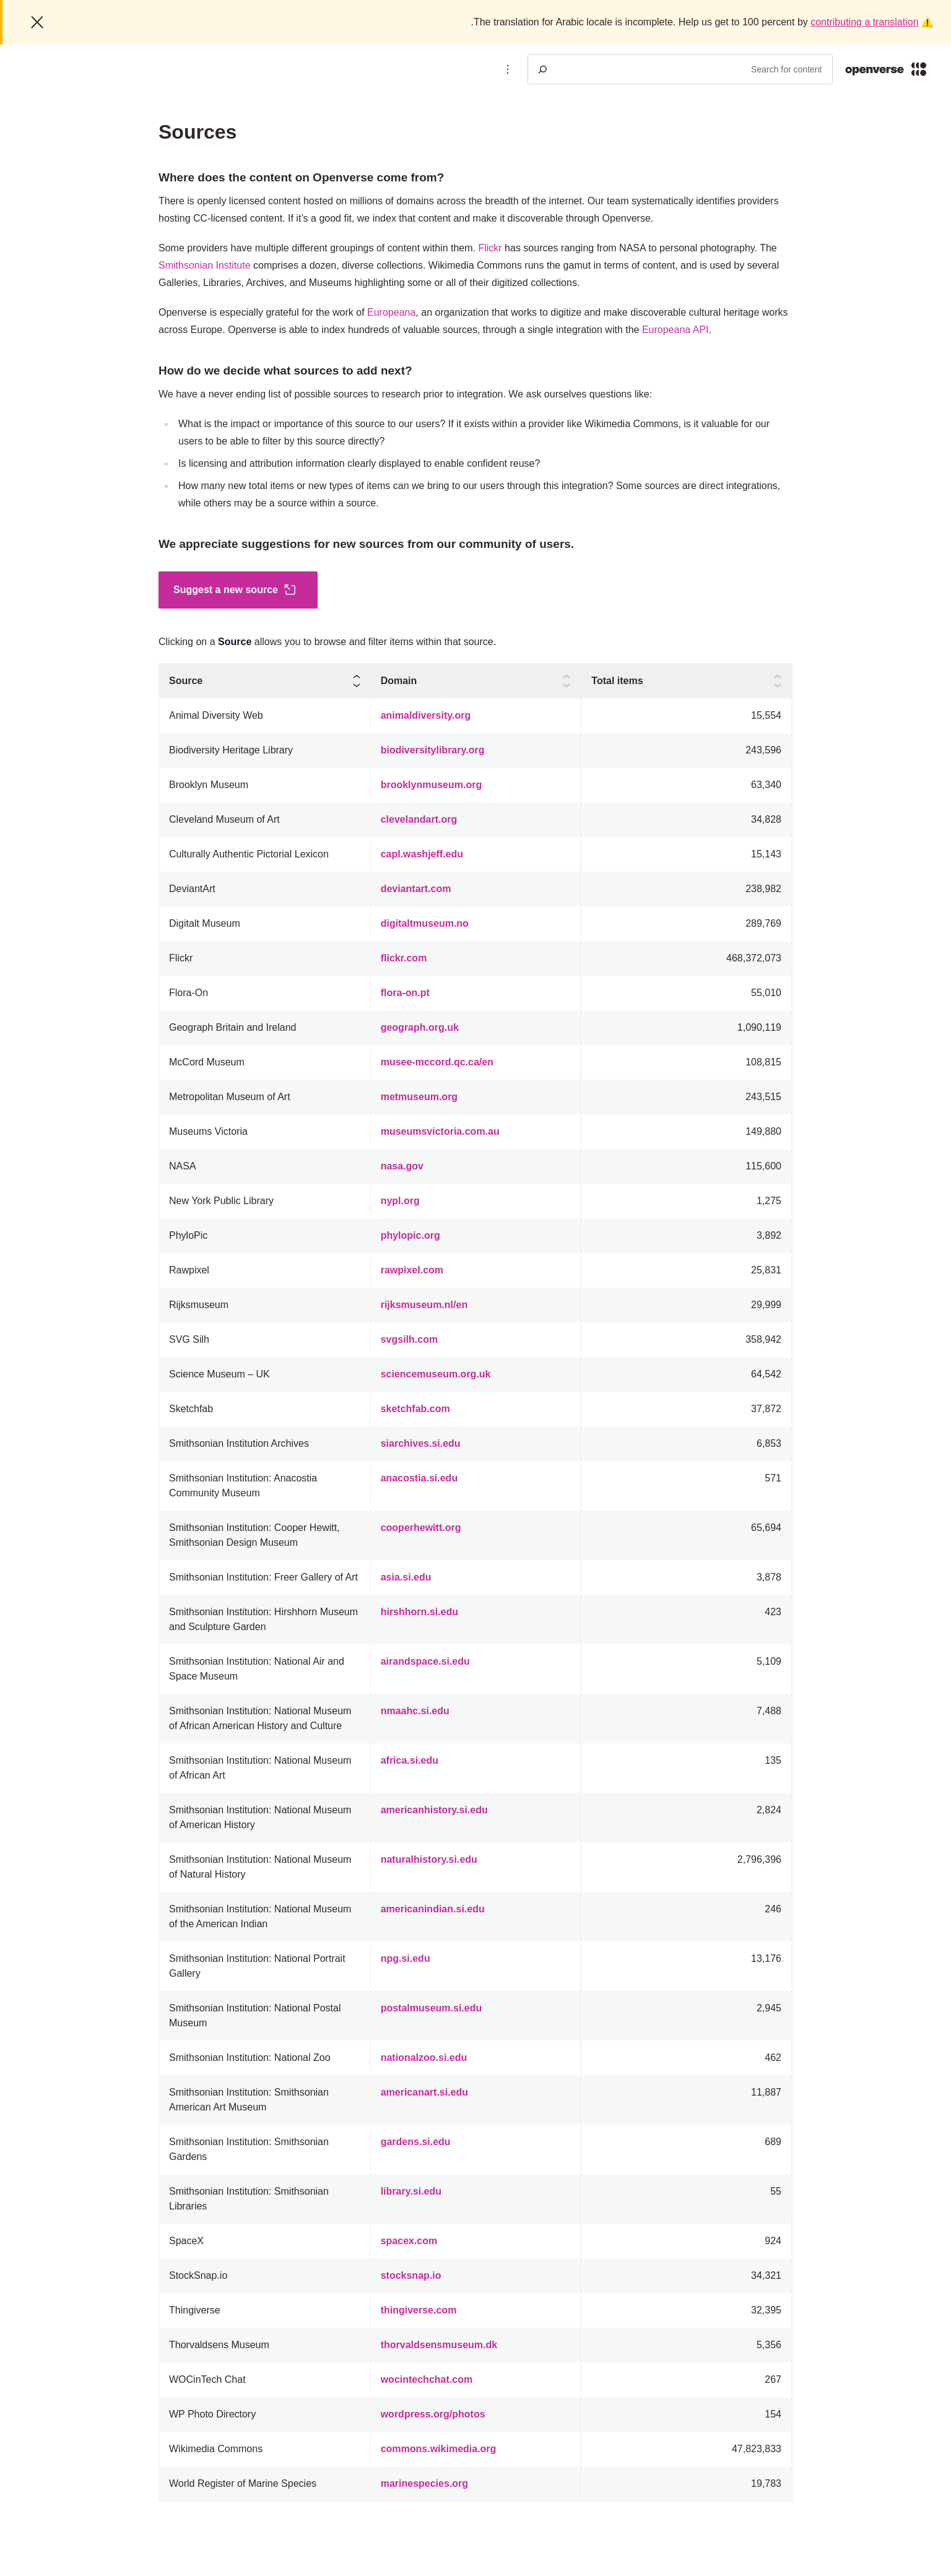 .The translation for Arabic locale is incomplete. Help us get to 100 percent by contributing a translation ⚠️
Search for content
openverse
Sources
Where does the content on Openverse come from?
There is openly licensed content hosted on millions of domains across the breadth of the internet. Our team systematically identifies providers
hosting CC-licensed content. If it’s a good fit, we index that content and make it discoverable through Openverse.
Some providers have multiple different groupings of content within them. Flickr has sources ranging from NASA to personal photography. The
Smithsonian Institute comprises a dozen, diverse collections. Wikimedia Commons runs the gamut in terms of content, and is used by several
Galleries, Libraries, Archives, and Museums highlighting some or all of their digitized collections.
Openverse is especially grateful for the work of Europeana, an organization that works to digitize and make discoverable cultural heritage works
across Europe. Openverse is able to index hundreds of valuable sources, through a single integration with the Europeana API.
How do we decide what sources to add next?
We have a never ending list of possible sources to research prior to integration. We ask ourselves questions like:
What is the impact or importance of this source to our users? If it exists within a provider like Wikimedia Commons, is it valuable for our
users to be able to filter by this source directly?
Is licensing and attribution information clearly displayed to enable confident reuse?
How many new total items or new types of items can we bring to our users through this integration? Some sources are direct integrations,
while others may be a source within a source.
We appreciate suggestions for new sources from our community of users.
Suggest a new source
Clicking on a Source allows you to browse and filter items within that source.
Source Domain Total items
Animal Diversity Web animaldiversity.org 15,554
Biodiversity Heritage Library biodiversitylibrary.org 243,596
Brooklyn Museum brooklynmuseum.org 63,340
Cleveland Museum of Art clevelandart.org 34,828
Culturally Authentic Pictorial Lexicon capl.washjeff.edu 15,143
DeviantArt deviantart.com 238,982
Digitalt Museum digitaltmuseum.no 289,769
Flickr flickr.com 468,372,073
Flora-On flora-on.pt 55,010
Geograph Britain and Ireland geograph.org.uk 1,090,119
McCord Museum musee-mccord.qc.ca/en 108,815
Metropolitan Museum of Art metmuseum.org 243,515
Museums Victoria museumsvictoria.com.au 149,880
NASA nasa.gov 115,600
New York Public Library nypl.org 1,275
PhyloPic phylopic.org 3,892
Rawpixel rawpixel.com 25,831
Rijksmuseum rijksmuseum.nl/en 29,999
SVG Silh svgsilh.com 358,942
Science Museum – UK sciencemuseum.org.uk 64,542
Sketchfab sketchfab.com 37,872
Smithsonian Institution Archives siarchives.si.edu 6,853
Smithsonian Institution: Anacostia anacostia.si.edu 571
Community Museum
Smithsonian Institution: Cooper Hewitt, cooperhewitt.org 65,694
Smithsonian Design Museum
Smithsonian Institution: Freer Gallery of Art asia.si.edu 3,878
Smithsonian Institution: Hirshhorn Museum hirshhorn.si.edu 423
and Sculpture Garden
Smithsonian Institution: National Air and airandspace.si.edu 5,109
Space Museum
Smithsonian Institution: National Museum nmaahc.si.edu 7,488
of African American History and Culture
Smithsonian Institution: National Museum africa.si.edu 135
of African Art
Smithsonian Institution: National Museum americanhistory.si.edu 2,824
of American History
Smithsonian Institution: National Museum naturalhistory.si.edu 2,796,396
of Natural History
Smithsonian Institution: National Museum americanindian.si.edu 246
of the American Indian
Smithsonian Institution: National Portrait npg.si.edu 13,176
Gallery
Smithsonian Institution: National Postal postalmuseum.si.edu 2,945
Museum
Smithsonian Institution: National Zoo nationalzoo.si.edu 462
Smithsonian Institution: Smithsonian americanart.si.edu 11,887
American Art Museum
Smithsonian Institution: Smithsonian gardens.si.edu 689
Gardens
Smithsonian Institution: Smithsonian library.si.edu 55
Libraries
SpaceX spacex.com 924
StockSnap.io stocksnap.io 34,321
Thingiverse thingiverse.com 32,395
Thorvaldsens Museum thorvaldsensmuseum.dk 5,356
WOCinTech Chat wocintechchat.com 267
WP Photo Directory wordpress.org/photos 154
Wikimedia Commons commons.wikimedia.org 47,823,833
World Register of Marine Species marinespecies.org 19,783